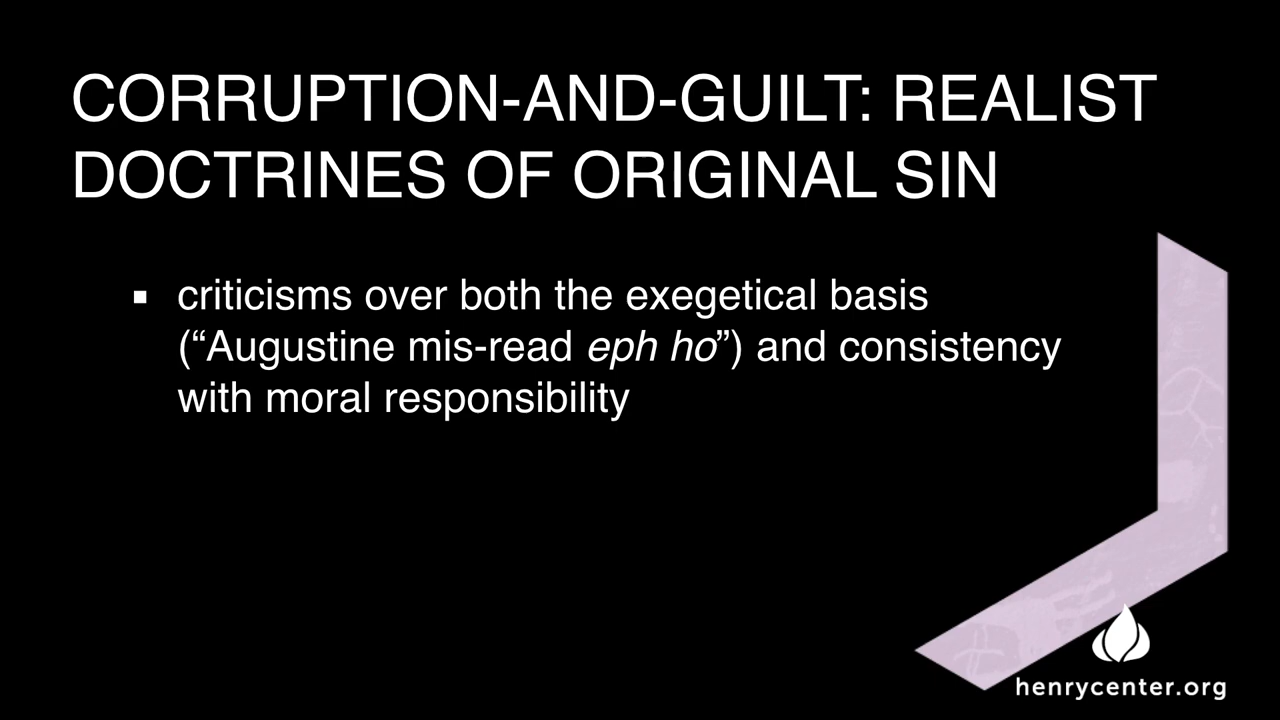 CORRUPTION-AND-GUILT: REALIST
DOCTRINES OF ORIGINAL SIN
▪ criticisms over both the exegetical basis
(“Augustine mis-read eph ho”) and consistency
with moral responsibility
henrycenter.org